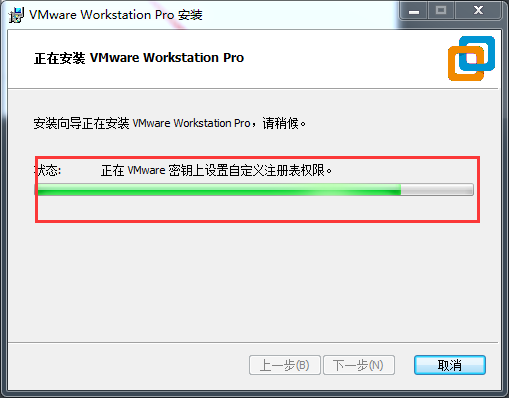 VMware Workstation Pro 安装
正在安装 VMware Workstation Pro
安装向导正在安装 VMware Workstation Pro，请稍候。
状态: 正在 VMware 密钥上设置自定义注册表权限。
上一步(B) 下一步(N) 取消